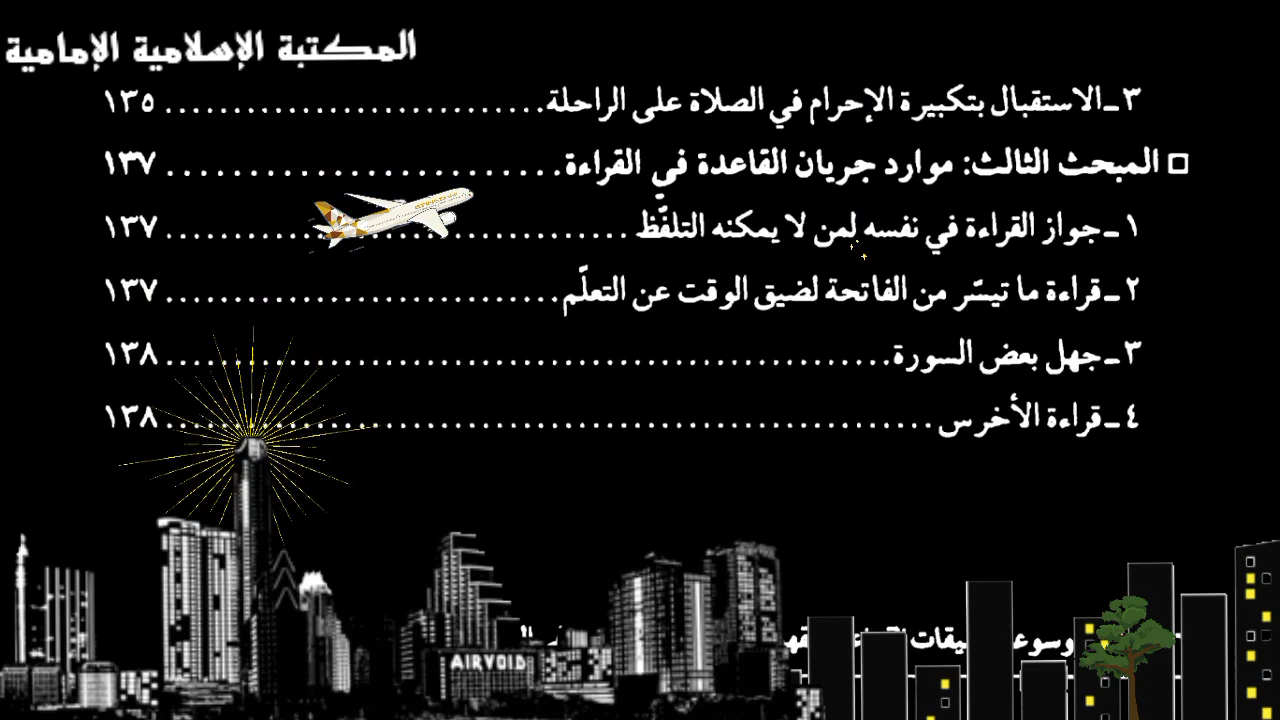 المكتبة الإسلامية الإمامية
٣ـ الاستقبال بتكبيرة الإحرام في الصلاة على الراحلة ........................... ١٣٥
□ المبحث الثالث: موارد جريان القاعدة في القراءة ........................ ١٣٧
١ـ جواز القراءة في نفسه لمن لا يمكنه التلفّظ ............................... ١٣٧
٢ـ قراءة ما تيسّر من الفاتحة لضيق الوقت عن التعلّم .......................... ١٣٧
٣ـ جهل بعض السورة ................................................ ١٣٨
٤ـ قراءة الأخرس ................................................... ١٣٨
AIRVOID